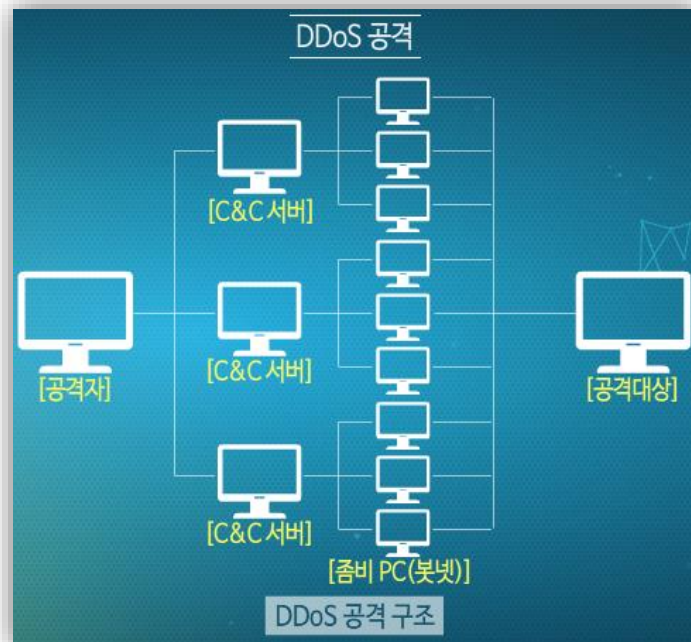 DDoS 공격
[C&C 서버]
[공격자]
[C&C 서버]
[공격대상]
[C&C 서버]
[좀비 PC(봇넷)]
DDoS 공격 구조